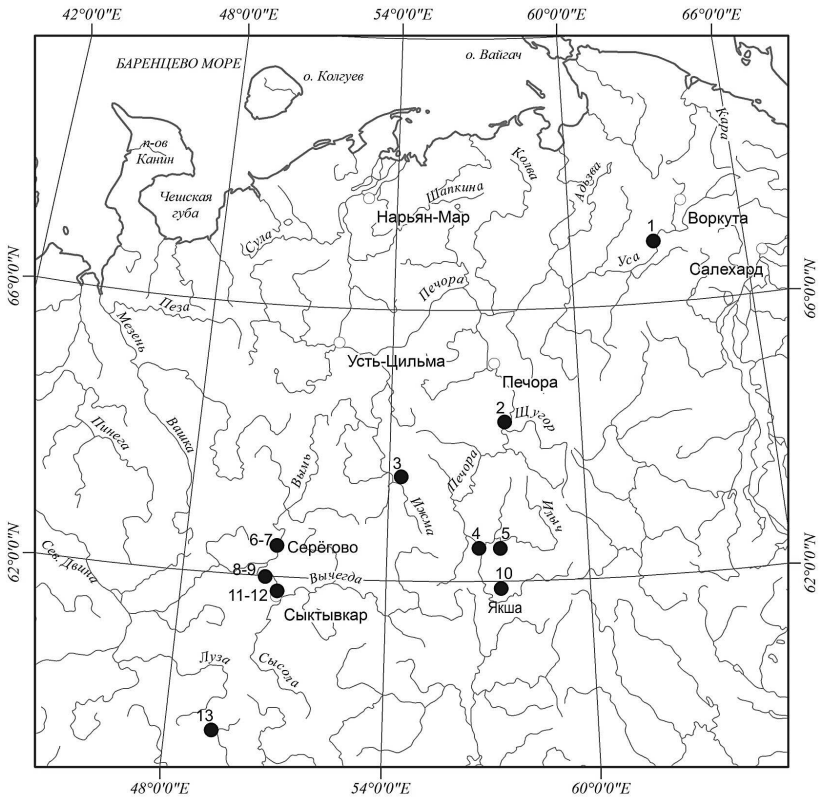 42°0'0"E
48°0'0"E
54°0'0"E
60°0'0"E
66°0'0"E
БАРЕНЦЕВО МОРЕ
о. Колгуев
о. Вайгач
п-ов
Канин
Чешская
губа
Кара
Колва
Адьзва
Шапкина
Нарьян-Мар
Воркута
1
Сула
Уса
Салехард
66°0'0"N
66°0'0"N
Печора
Пеза
Мезень
Усть-Цильма
Печора
2
Щугор
Пинега
Вашка
Вымь
3
Печора
Ижма
Илыч
6-7
Серёгово
4
5
62°0'0"N
62°0'0"N
Сев. Двина
8-9
Вычегда
10
11-12
Сыктывкар
Якша
Луза
Сысола
13
48°0'0"E
54°0'0"E
60°0'0"E